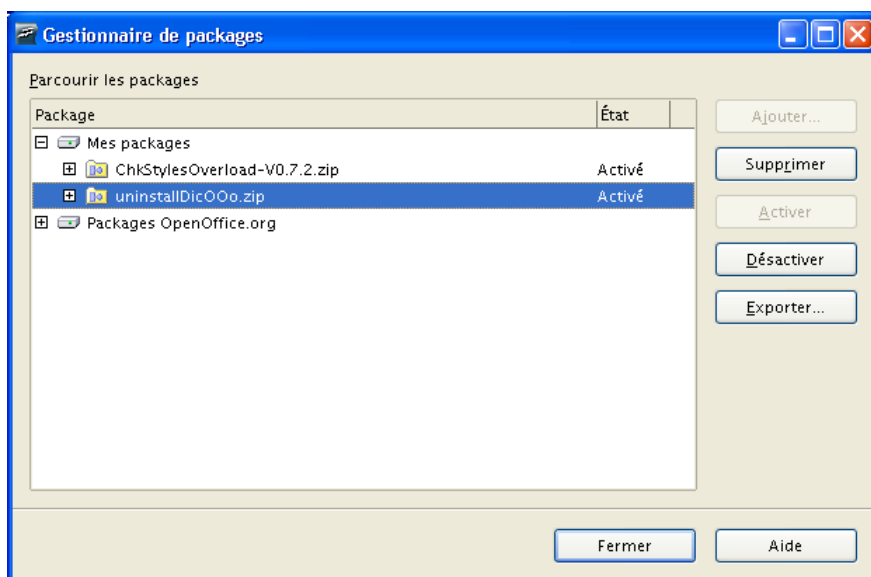 Gestionnaire de packages
Parcourir les packages
Package État
Mes packages
ChkStylesOverload-V0.7.2.zip Activé
uninstallDicOOo.zip Activé
Packages OpenOffice.org
Ajouter...
Supprimer
Activer
Désactiver
Exporter...
Fermer Aide